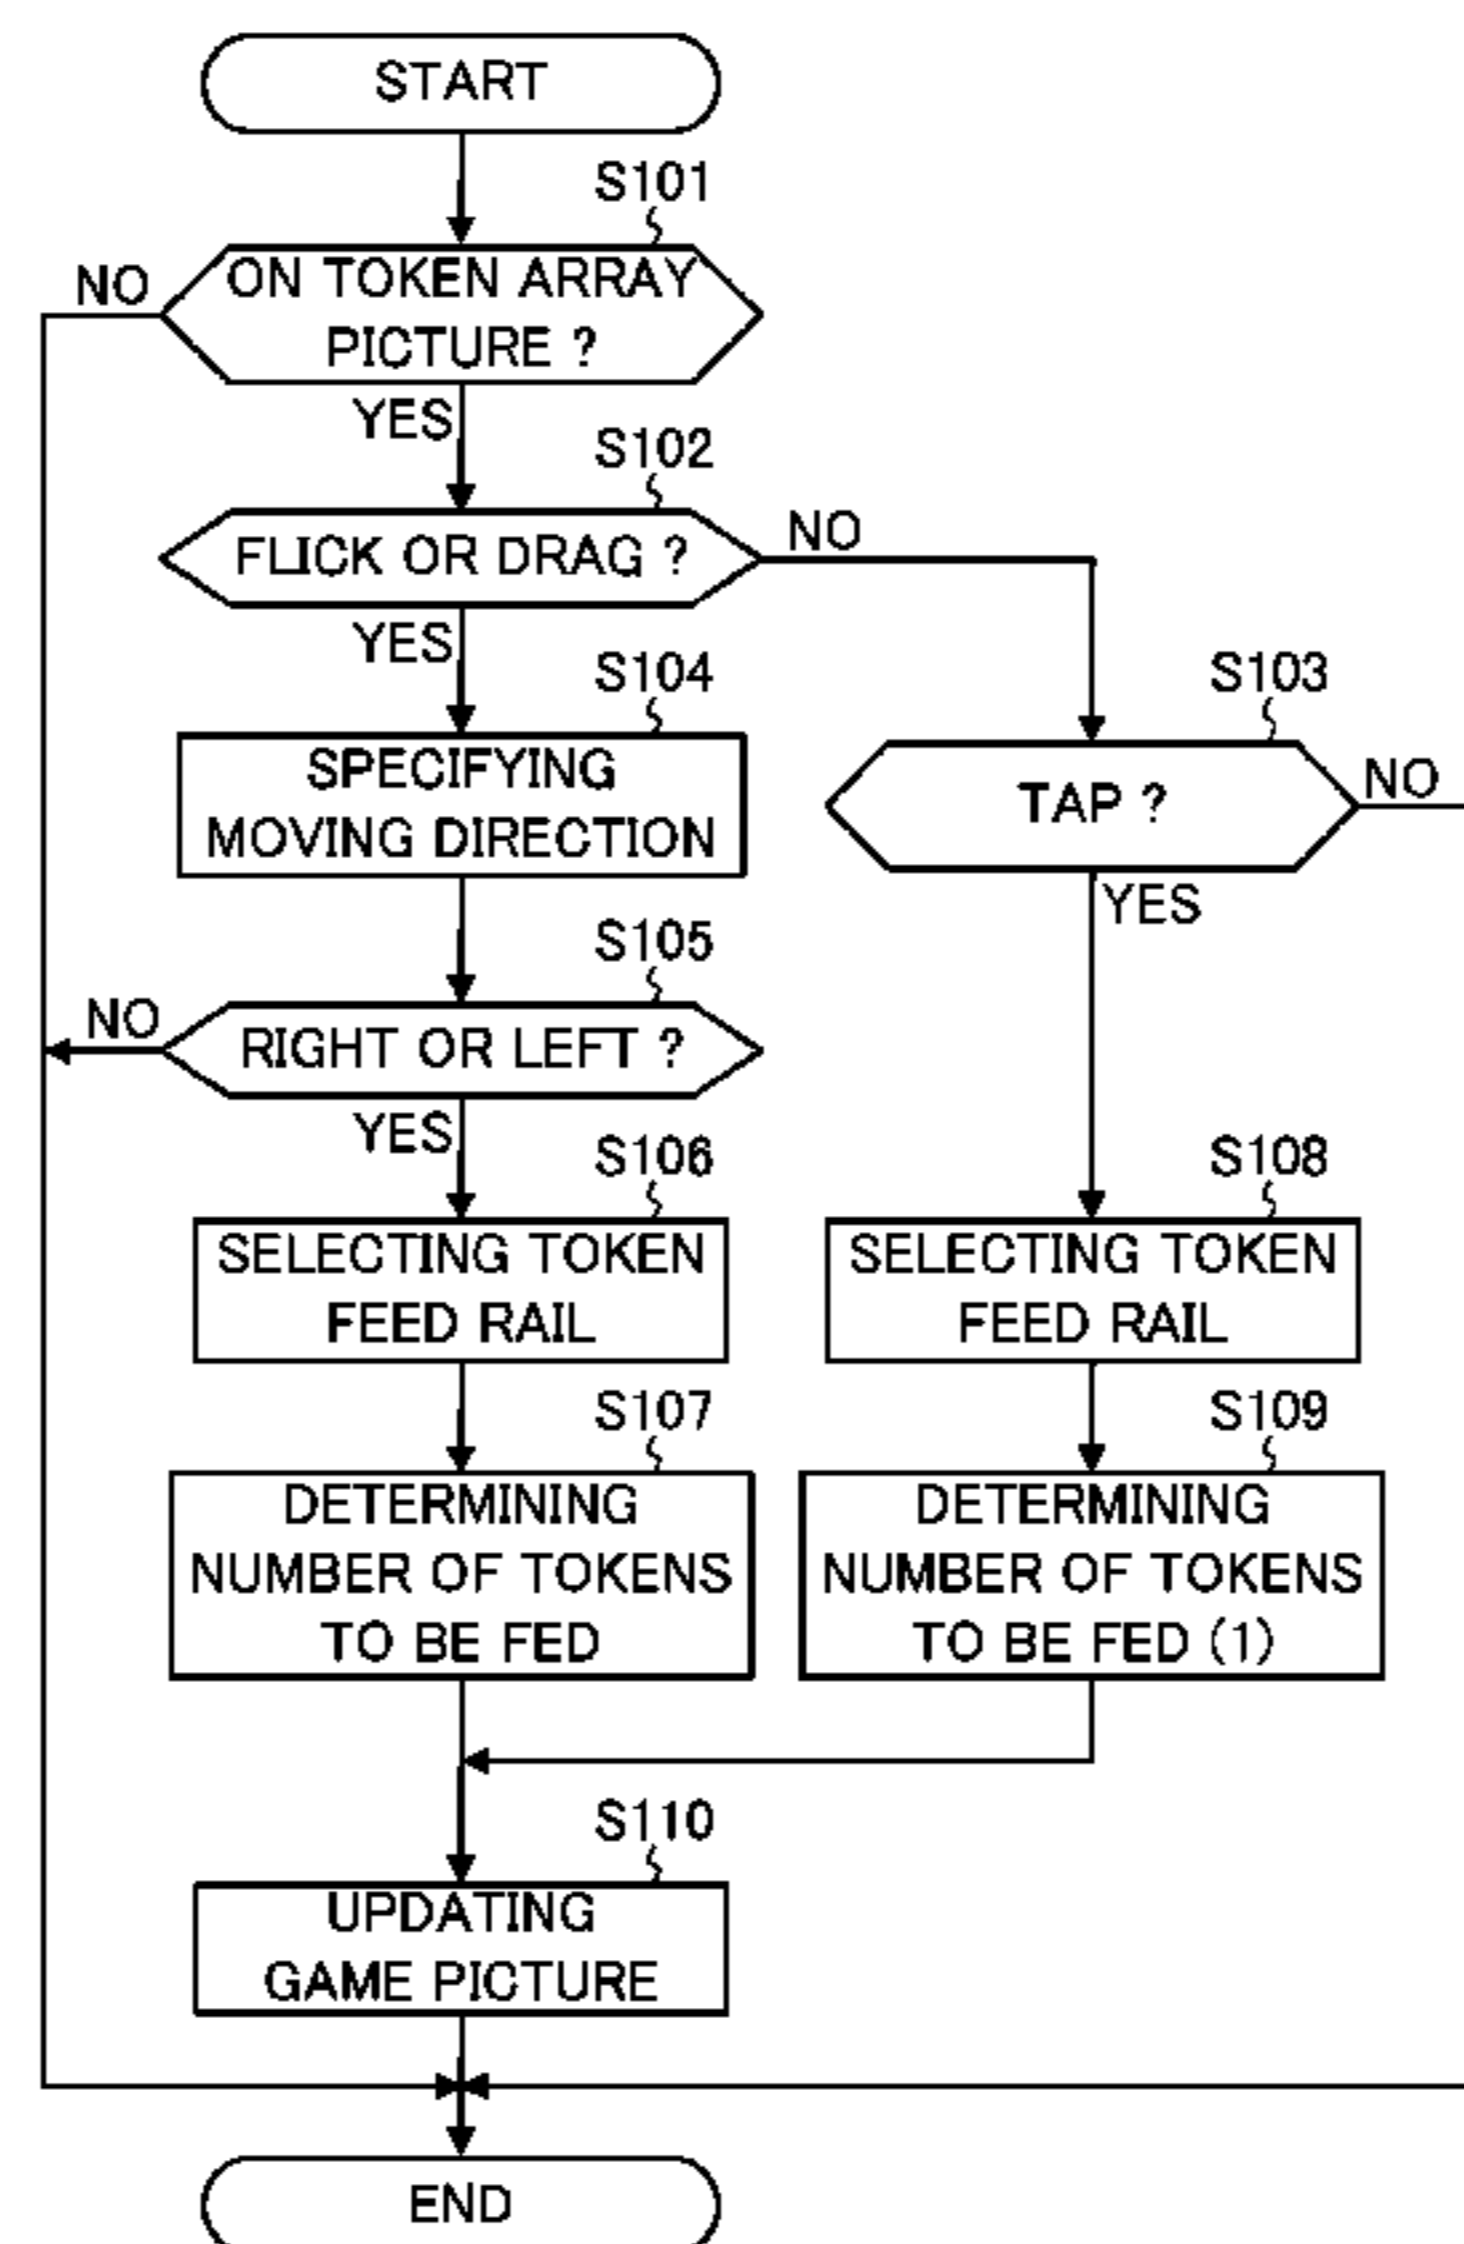 START
S101
ON TOKEN ARRAY
PICTURE ?
NO
YES
S102
FLICK OR DRAG ?
NO
YES
S104
SPECIFYING
MOVING DIRECTION
S103
TAP ?
NO
YES
S105
RIGHT OR LEFT ?
NO
YES
S106
SELECTING TOKEN
FEED RAIL
S108
SELECTING TOKEN
FEED RAIL
S107
DETERMINING
NUMBER OF TOKENS
TO BE FED
S109
DETERMINING
NUMBER OF TOKENS
TO BE FED (1)
S110
UPDATING
GAME PICTURE
END